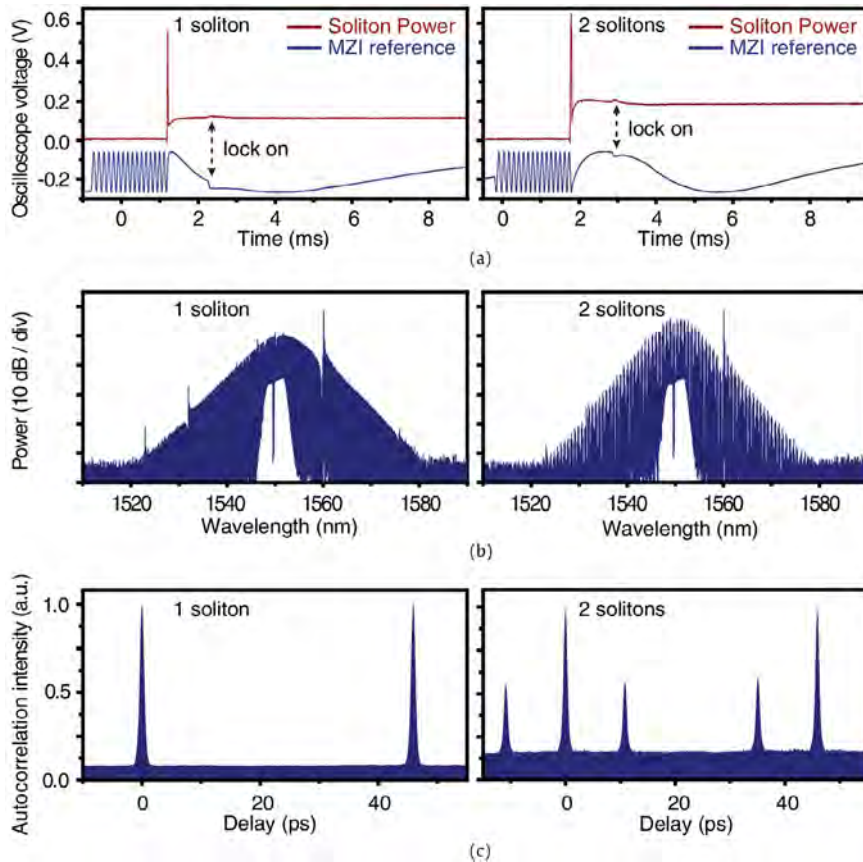 1 soliton
Soliton Power
MZI reference
lock on
Oscilloscope voltage (V)
0.6
0.4
0.2
0.0
-0.2
0 2 4 6 8
Time (ms)
2 solitons
Soliton Power
MZI reference
lock on
0 2 4 6 8
Time (ms)
(a)
1 soliton
Power (10 dB / div)
1520 1540 1560 1580
Wavelength (nm)
2 solitons
1520 1540 1560 1580
Wavelength (nm)
(b)
1 soliton
Autocorrelation intensity (a.u.)
1.0
0.5
0.0
0 20 40
Delay (ps)
2 solitons
0 20 40
Delay (ps)
(c)